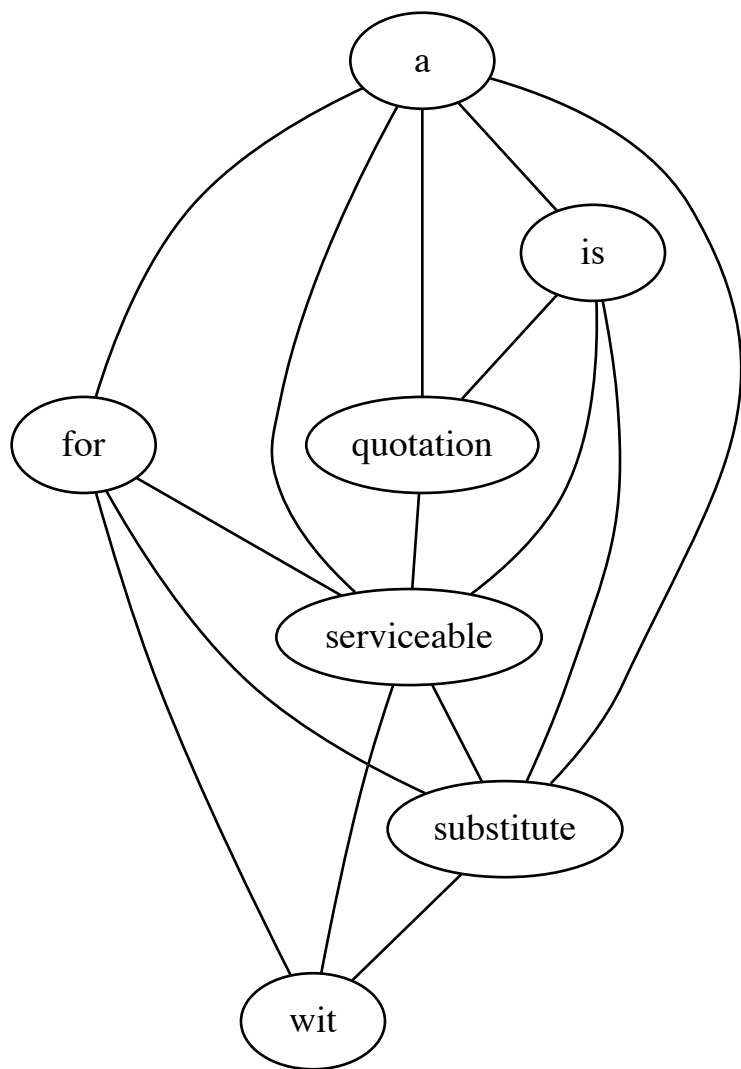 a
is
for
quotation
serviceable
substitute
wit